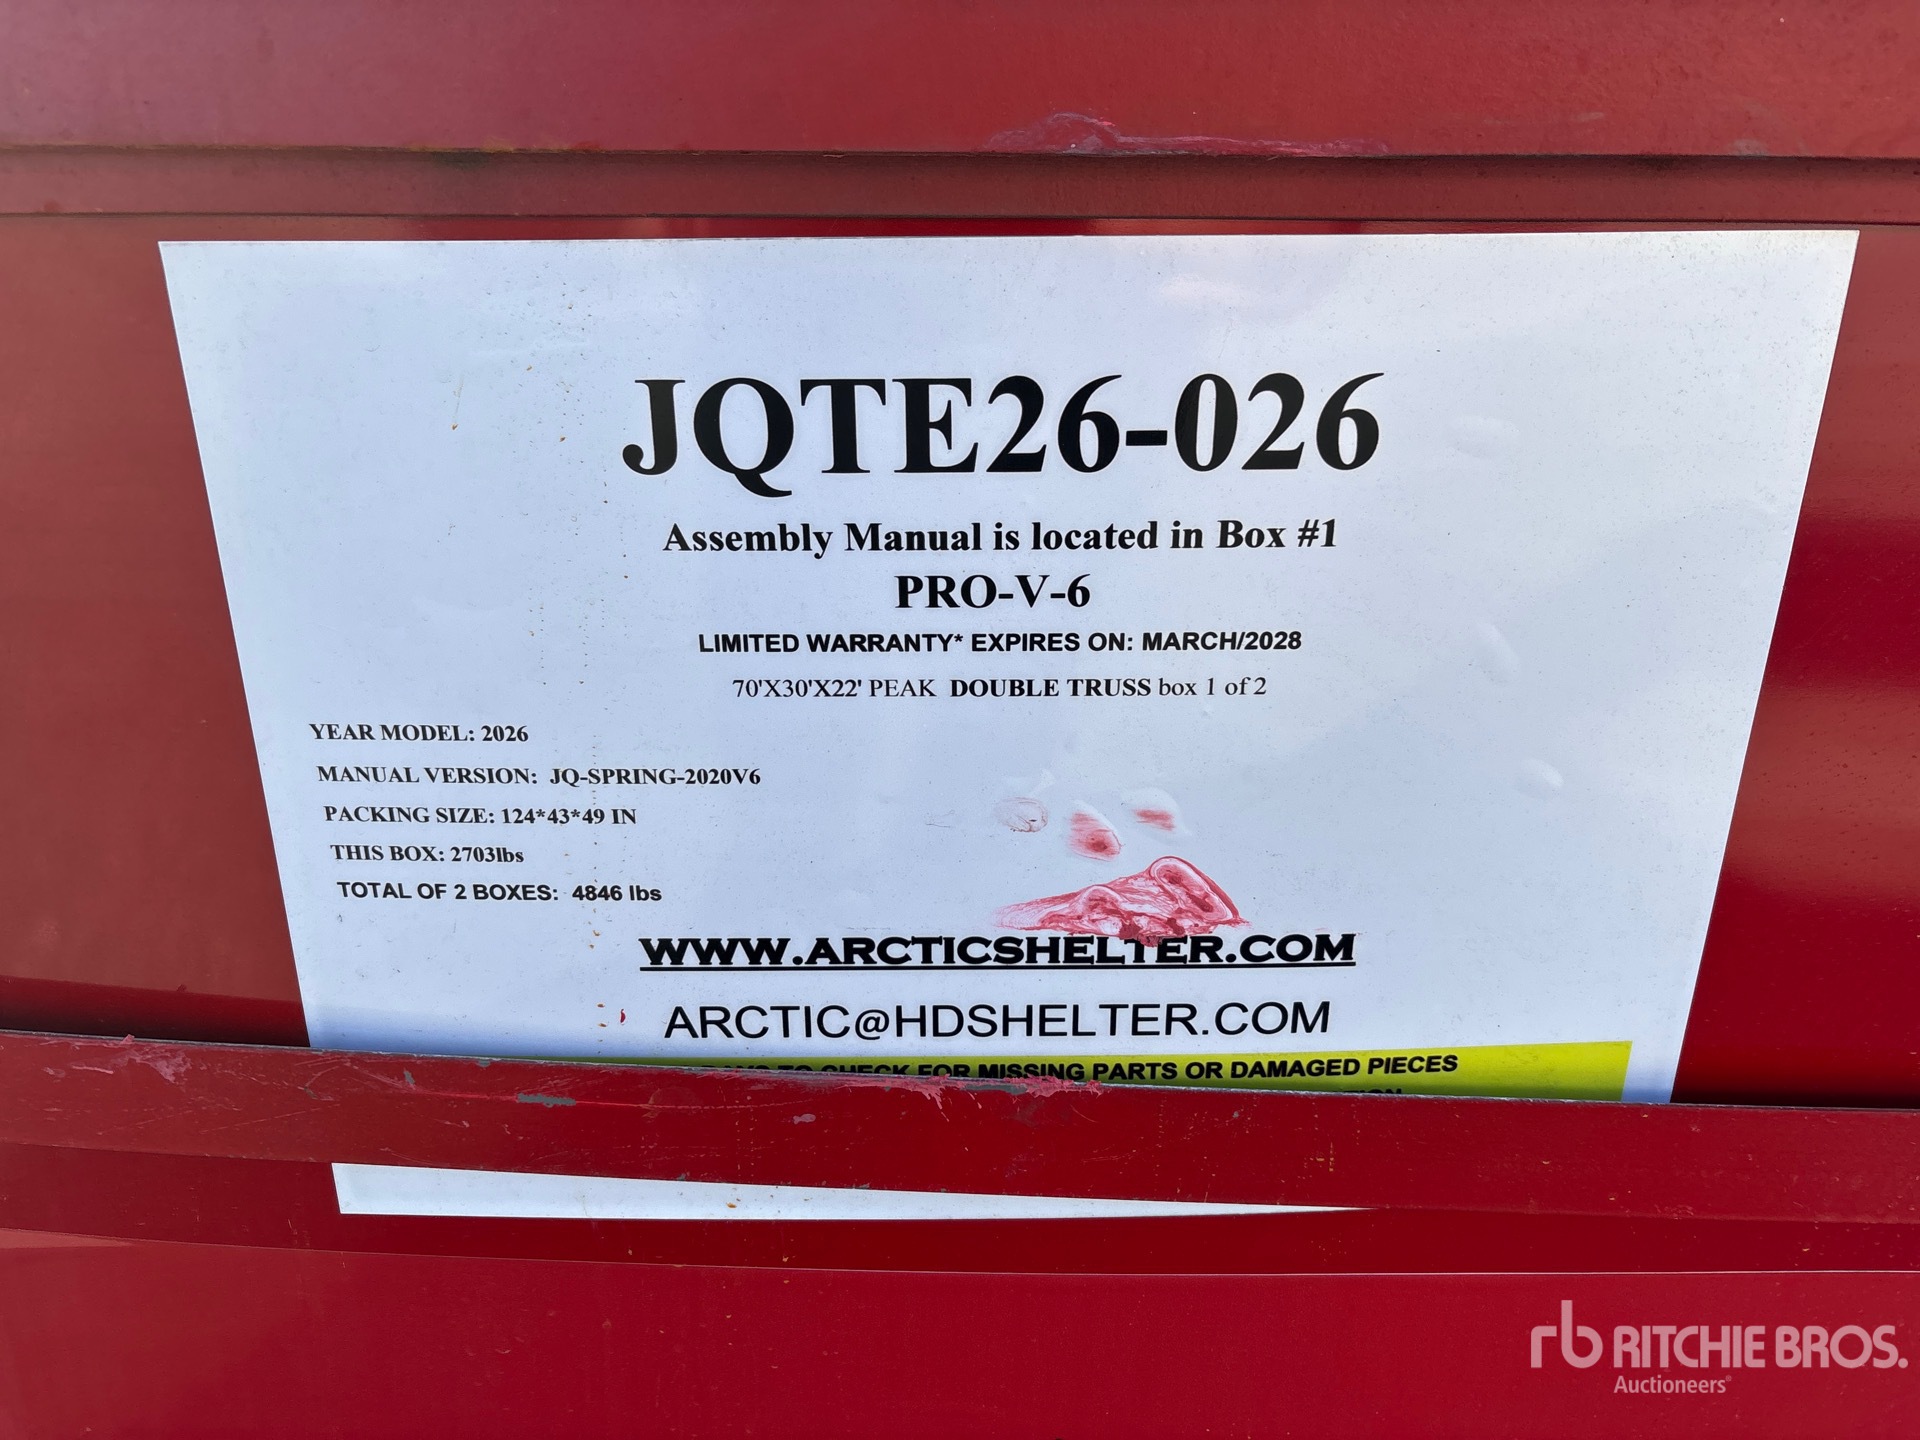 JQTE26-026
Assembly Manual is located in Box #1
PRO-V-6
LIMITED WARRANTY* EXPIRES ON: MARCH/2028
70'X30'X22' PEAK DOUBLE TRUSS box 1 of 2
YEAR MODEL: 2026
MANUAL VERSION: JQ-SPRING-2020V6
PACKING SIZE: 124*43*49 IN
THIS BOX: 2703lbs
TOTAL OF 2 BOXES: 4846 lbs
WWW.ARCTICSHELTER.COM
ARCTIC@HDSHELTER.COM
DAYS TO CHECK FOR MISSING PARTS OR DAMAGED PIECES
rb RITCHIE BROS.
Auctioneers®